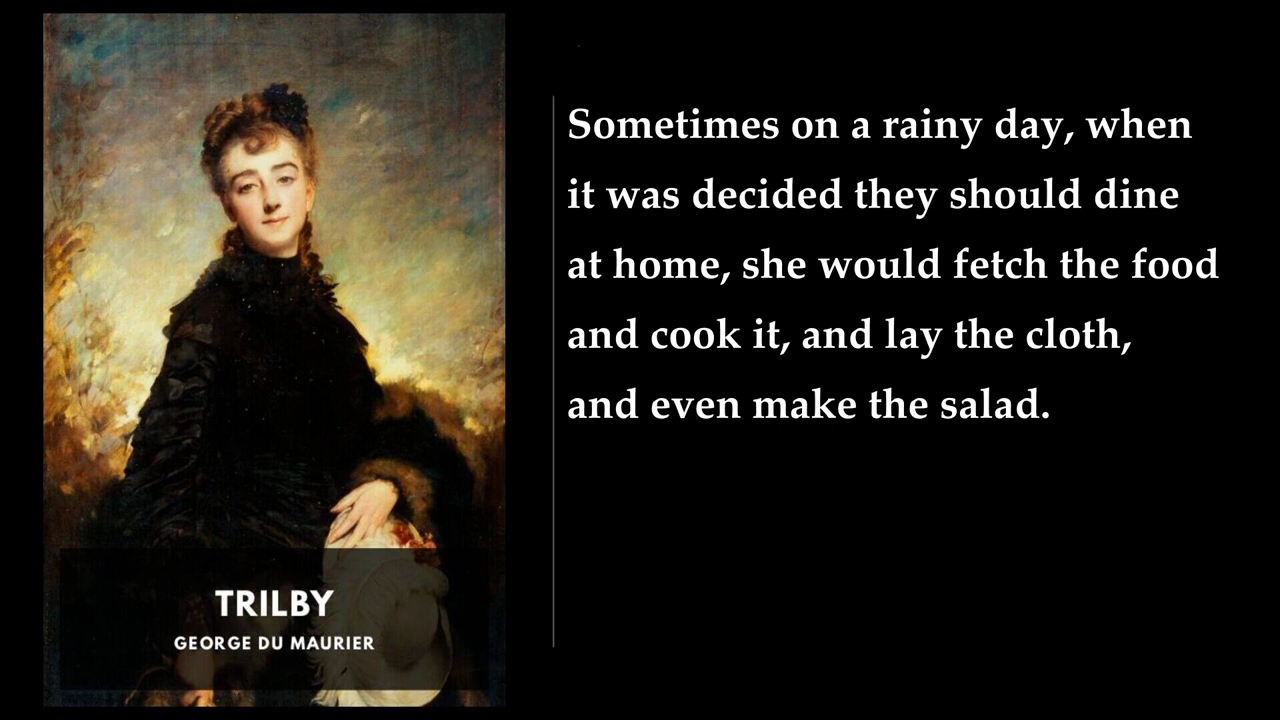 TRILBY
GEORGE DU MAURIER
Sometimes on a rainy day, when
it was decided they should dine
at home, she would fetch the food
and cook it, and lay the cloth,
and even make the salad.